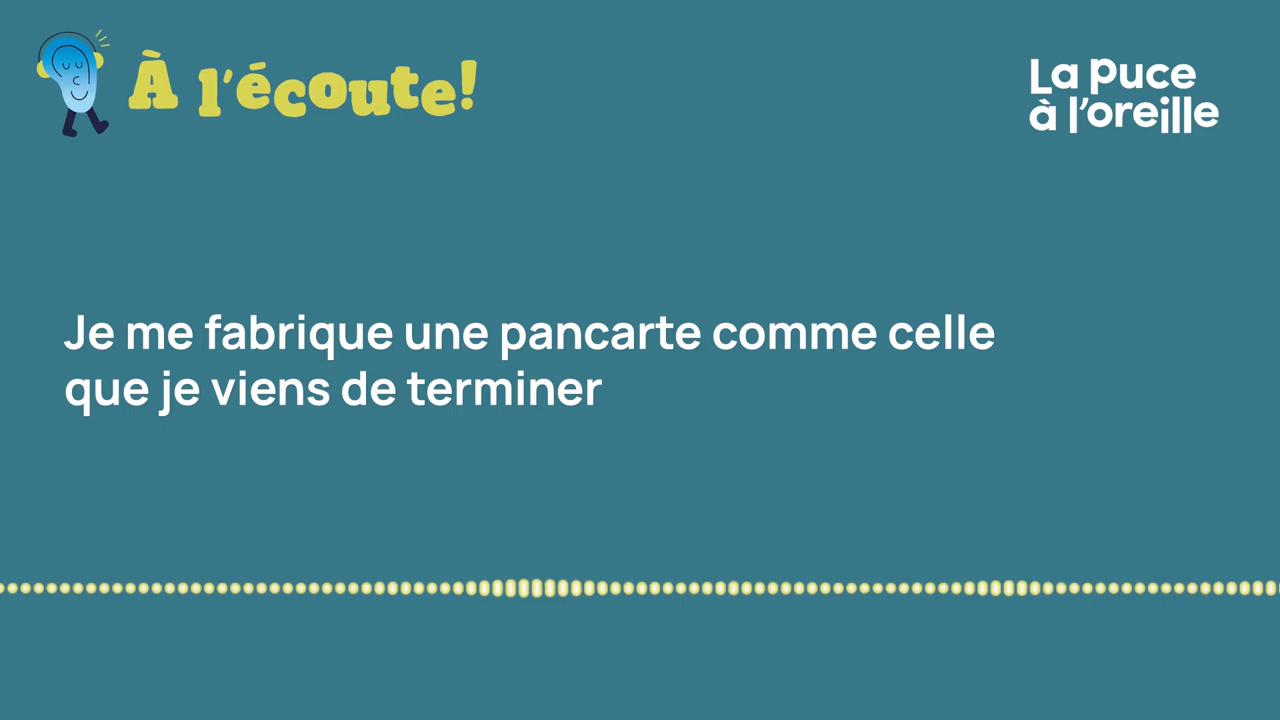 À l'écoute!
La puce
à l'oreille
Je me fabrique une pancarte comme celle
que je viens de terminer